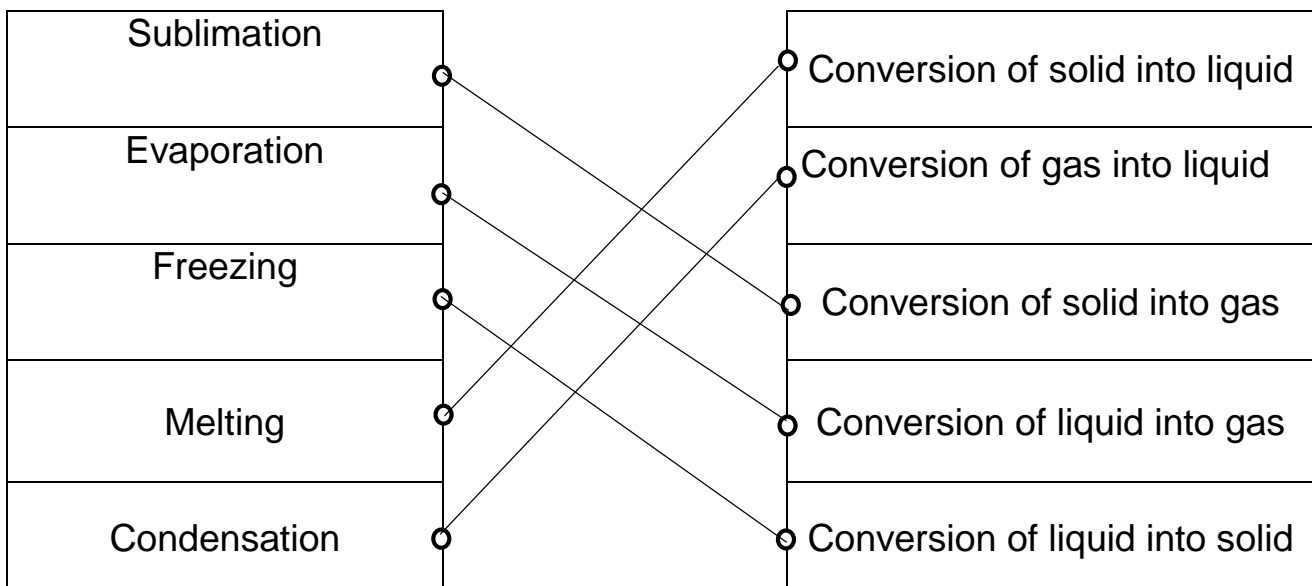 Sublimation
Evaporation
Freezing
Melting
Condensation
Conversion of solid into liquid
Conversion of gas into liquid
Conversion of solid into gas
Conversion of liquid into gas
Conversion of liquid into solid